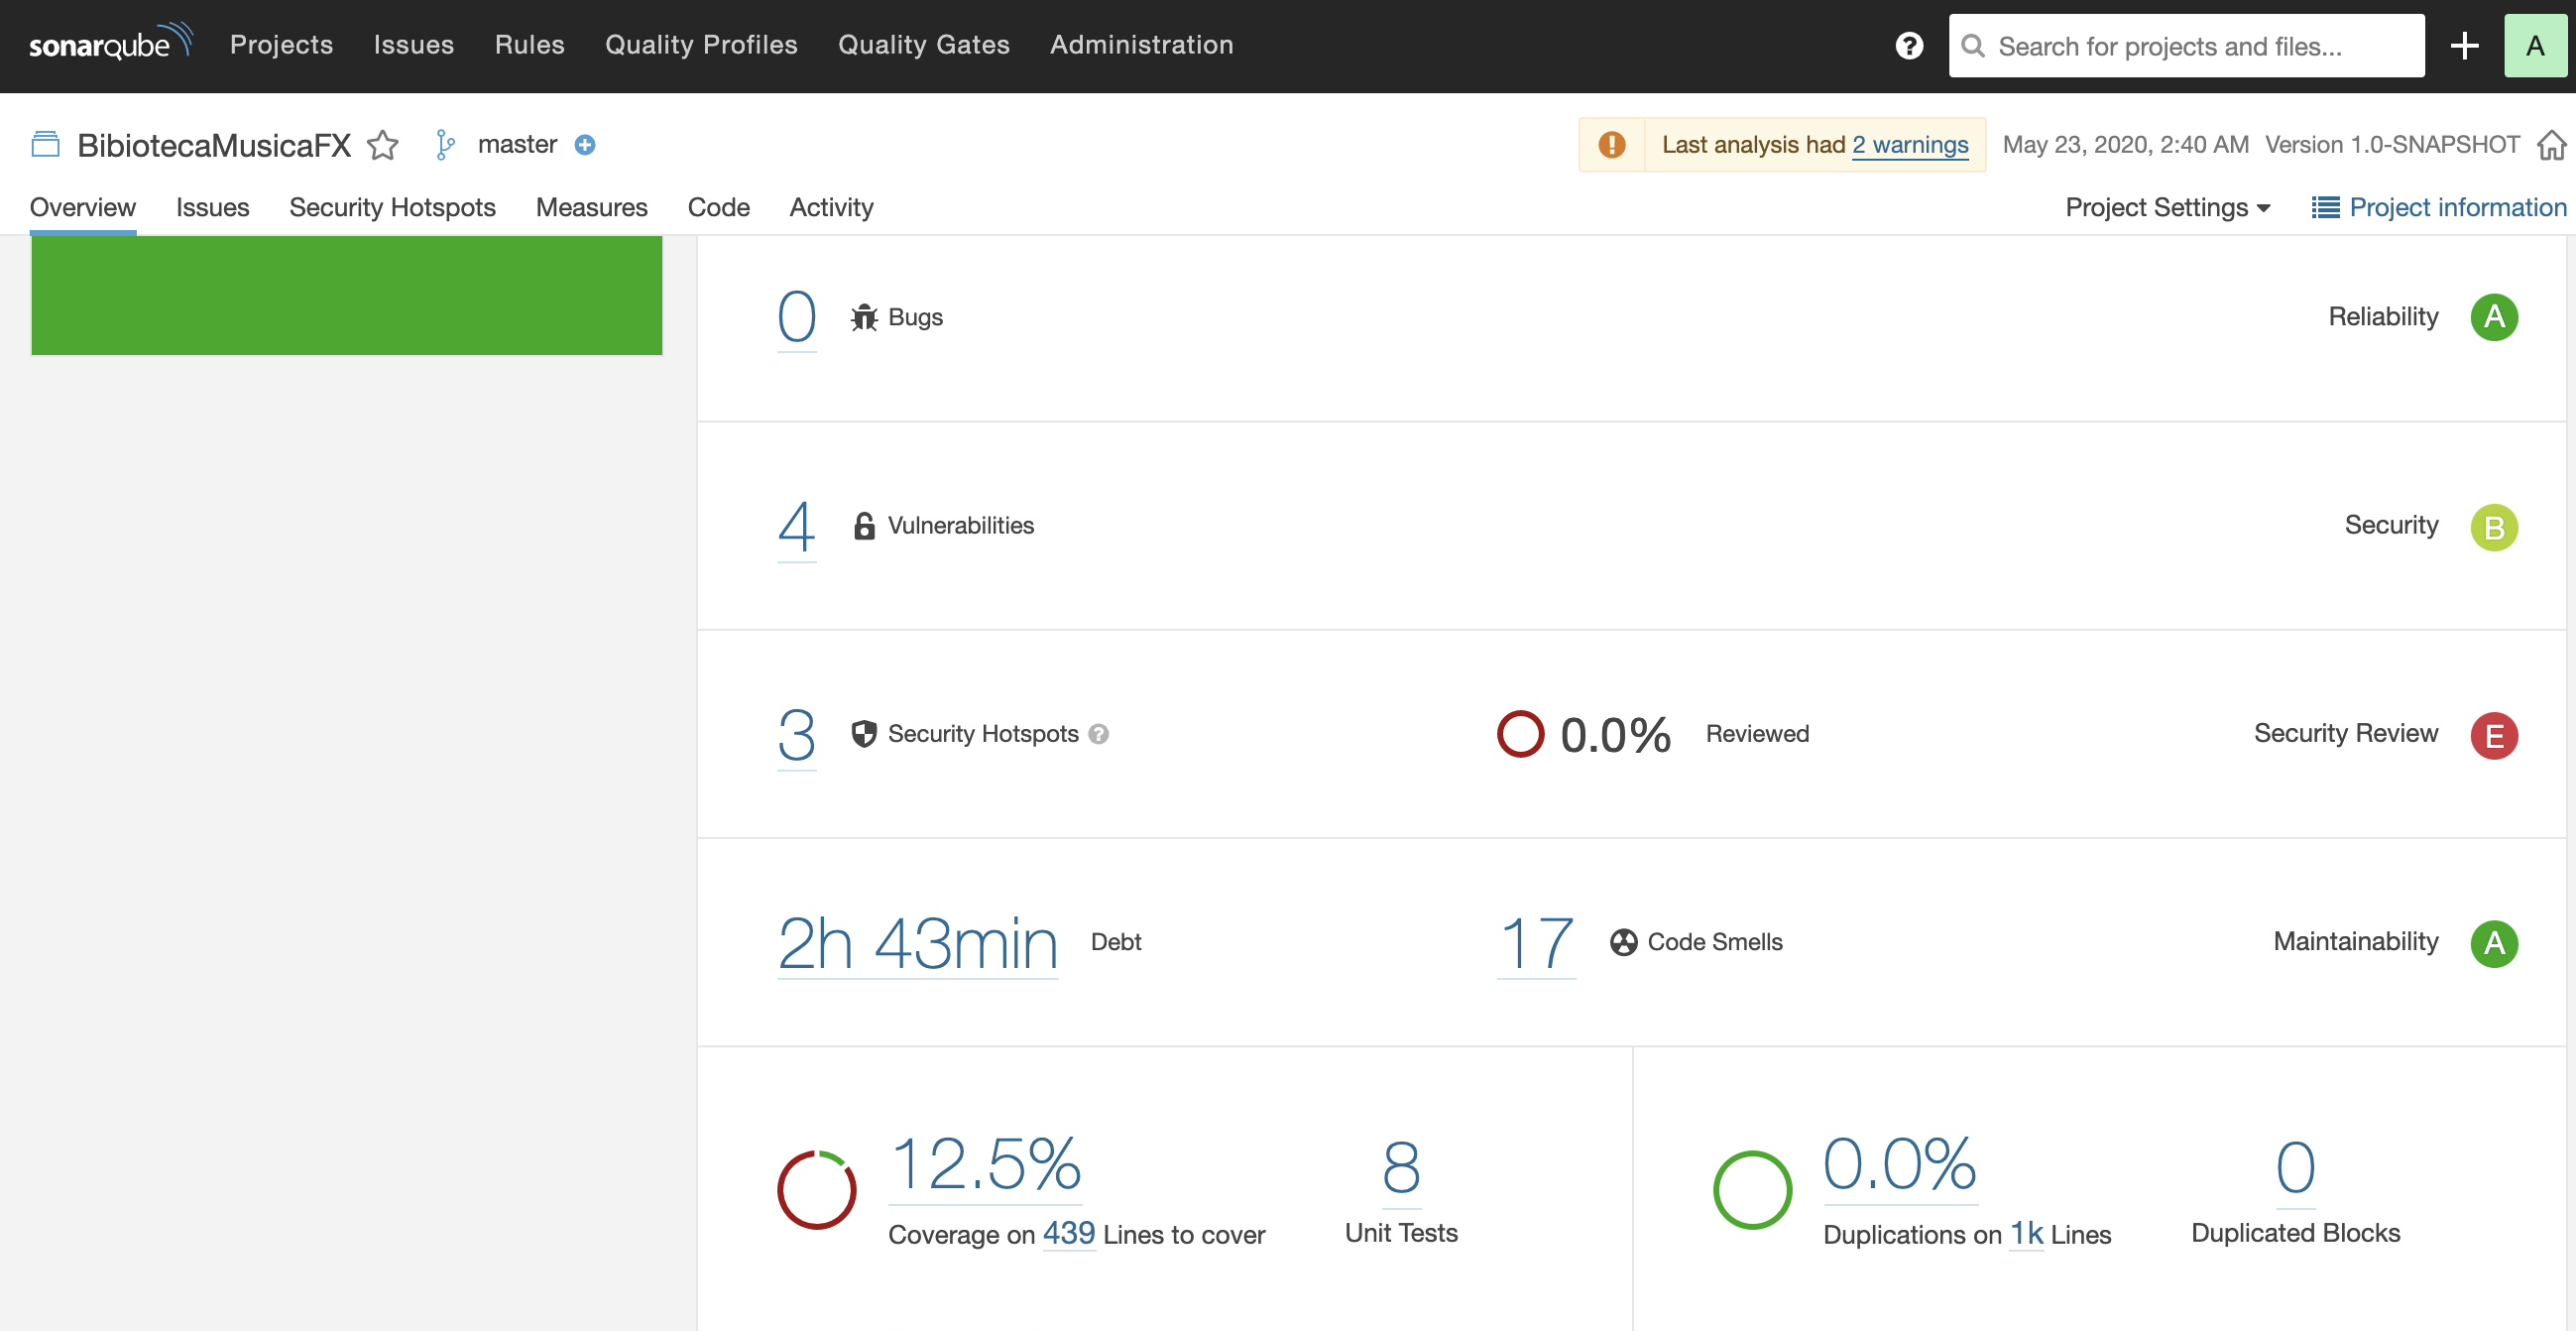 sonarqube Projects Issues Rules Quality Profiles Quality Gates Administration ? Search for projects and files... A
BibiotecaMusicaFX master Last analysis had 2 warnings May 23, 2020, 2:40 AM Version 1.0-SNAPSHOT
Overview Issues Security Hotspots Measures Code Activity Project Settings Project information
0 Bugs Reliability A
4 Vulnerabilities Security B
3 Security Hotspots ? 0.0% Reviewed Security Review E
2h 43min Debt 17 Code Smells Maintainability A
12.5% 8 0.0% 0
Coverage on 439 Lines to cover Unit Tests Duplications on 1k Lines Duplicated Blocks